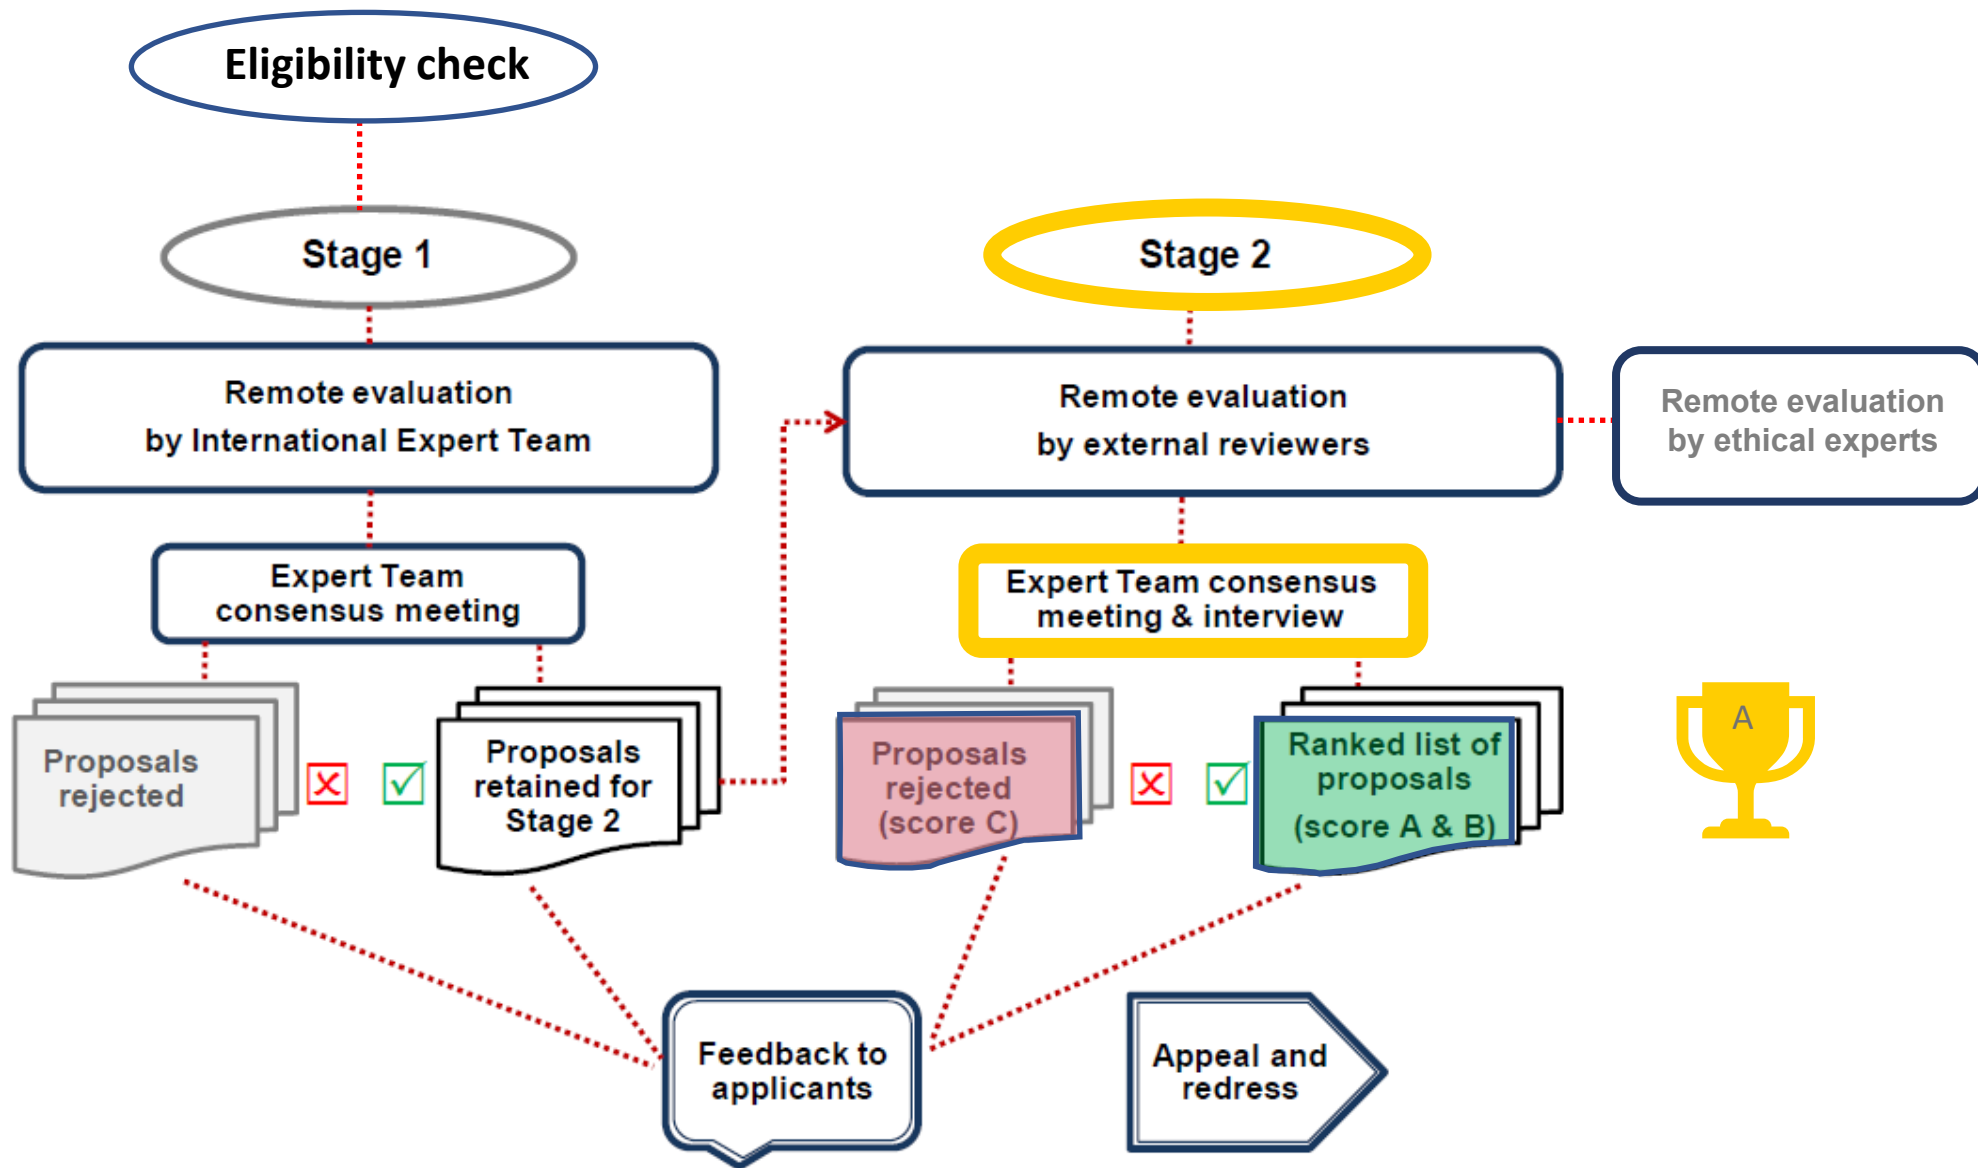 Eligibility check
Stage 1
Stage 2
Remote evaluation
by International Expert Team
Remote evaluation
by external reviewers
Remote evaluation
by ethical experts
Expert Team
consensus meeting
Expert Team consensus
meeting & interview
Proposals
rejected
Proposals
retained for
Stage 2
Proposals
rejected
(score C)
Ranked list of
proposals
(score A & B)
A
Feedback to
applicants
Appeal and
redress